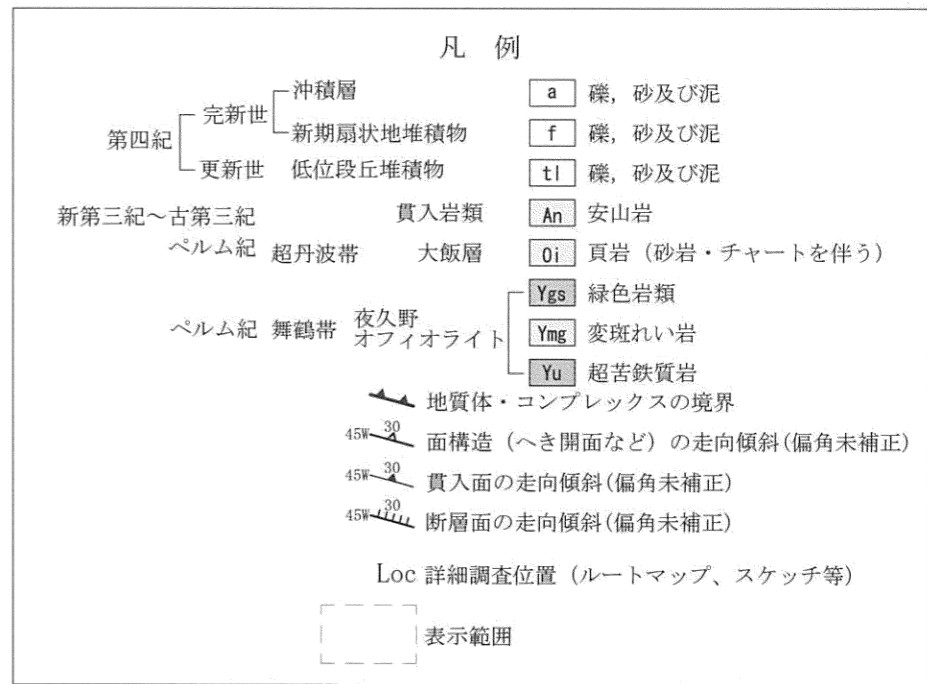 凡 例
第四紀 完新世 沖積層 a 礫，砂及び泥
新期扇状地堆積物 f 礫，砂及び泥
更新世 低位段丘堆積物 tl 礫，砂及び泥
新第三紀～古第三紀 貫入岩類 An 安山岩
ペルム紀 超丹波帯 大飯層 Oi 頁岩（砂岩・チャートを伴う）
ペルム紀 舞鶴帯 夜久野オフィオライト Ygs 緑色岩類
Ymg 変斑れい岩
Yu 超苦鉄質岩
地質体・コンプレックスの境界
45W 30 面構造（へき開面など）の走向傾斜(偏角未補正)
45W 30 貫入面の走向傾斜(偏角未補正)
45W 30 断層面の走向傾斜(偏角未補正)
Loc 詳細調査位置（ルートマップ、スケッチ等）
表示範囲